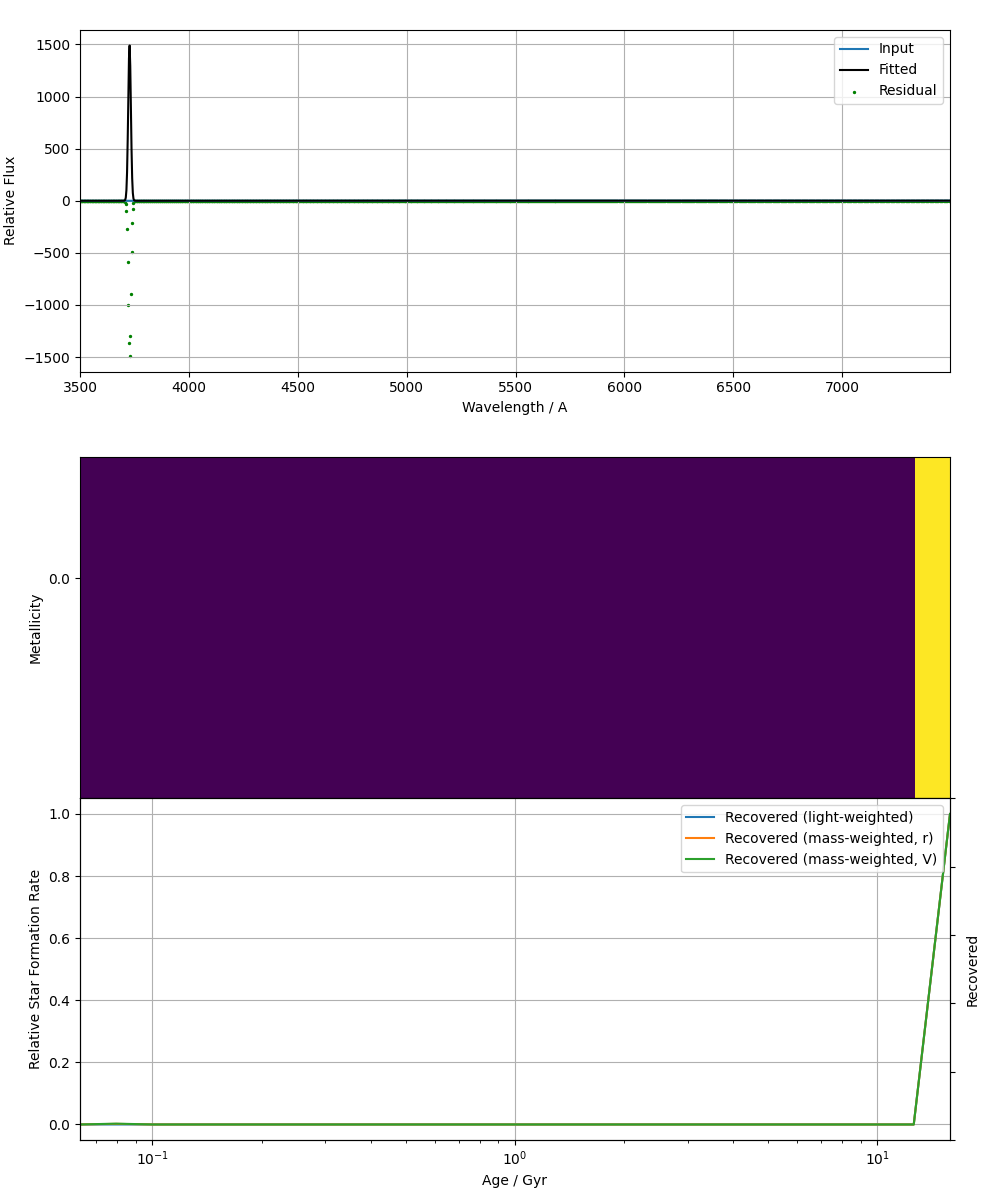 1500
1000
500
0
−500
−1000
−1500
Relative Flux
Input
Fitted
Residual
3500 4000 4500 5000 5500 6000 6500 7000
Wavelength / A
0.0
Metallicity
1.0
0.8
0.6
0.4
0.2
0.0
Relative Star Formation Rate
Recovered (light-weighted)
Recovered (mass-weighted, r)
Recovered (mass-weighted, V)
Recovered
10⁻¹ 10⁰ 10¹
Age / Gyr